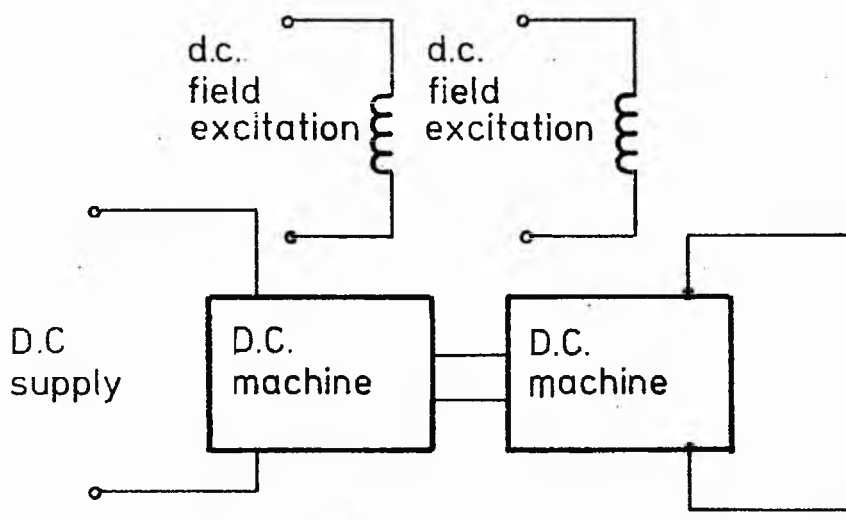 d.c.
field
excitation
d.c.
field
excitation
D.C
supply
D.C.
machine
D.C.
machine